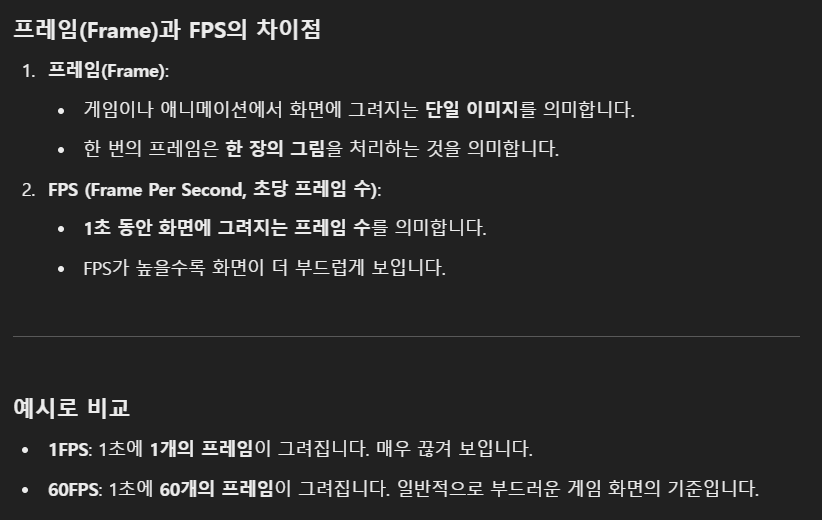 프레임(Frame)과 FPS의 차이점
1. 프레임(Frame):
• 게임이나 애니메이션에서 화면에 그려지는 단일 이미지를 의미합니다.
• 한 번의 프레임은 한 장의 그림을 처리하는 것을 의미합니다.
2. FPS (Frame Per Second, 초당 프레임 수):
• 1초 동안 화면에 그려지는 프레임 수를 의미합니다.
• FPS가 높을수록 화면이 더 부드럽게 보입니다.
예시로 비교
• 1FPS: 1초에 1개의 프레임이 그려집니다. 매우 끊겨 보입니다.
• 60FPS: 1초에 60개의 프레임이 그려집니다. 일반적으로 부드러운 게임 화면의 기준입니다.